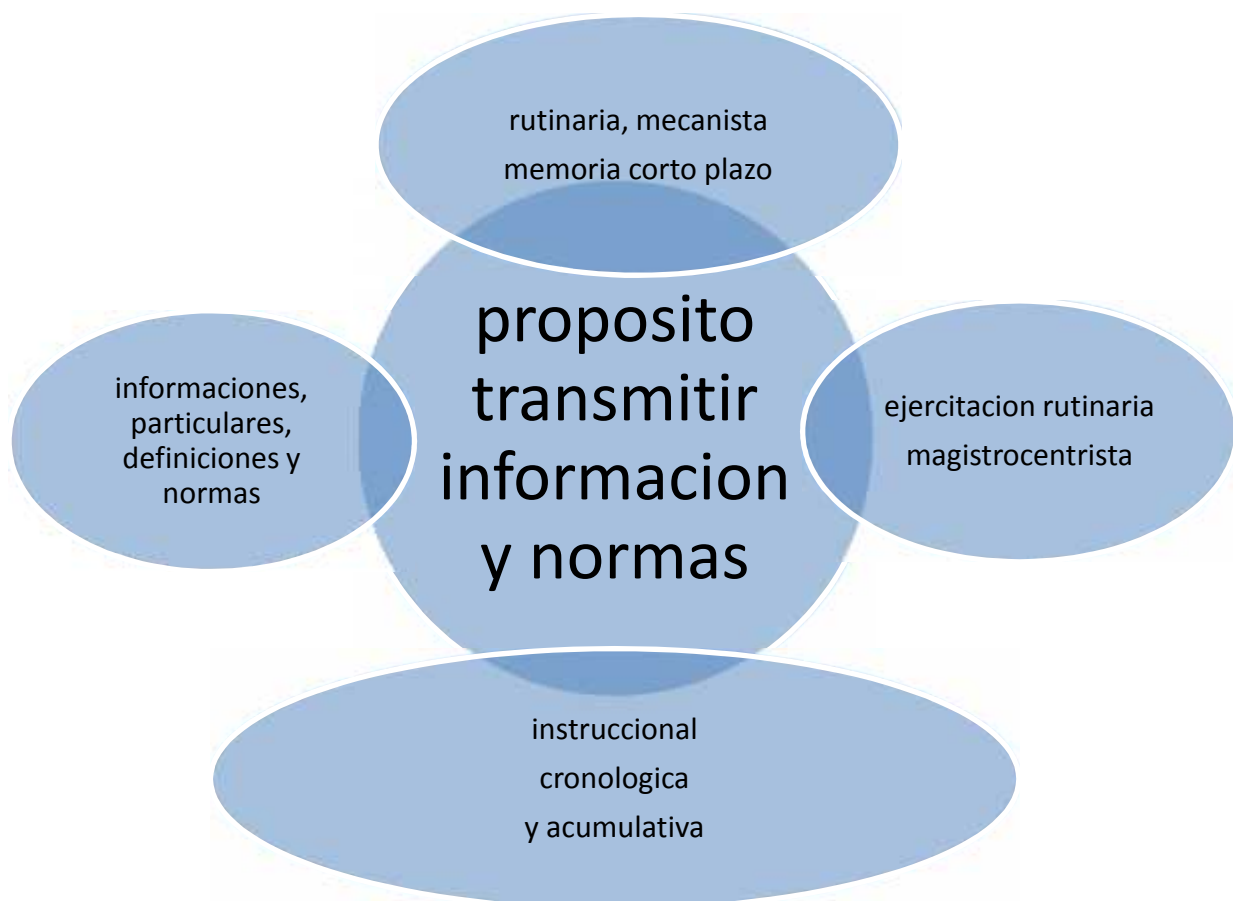 rutinaria, mecanista
memoria corto plazo
proposito
transmitir
informacion
y normas
informaciones,
particulares,
definiciones y
normas
ejercitacion rutinaria
magistrocentrista
instruccional
cronologica
y acumulativa